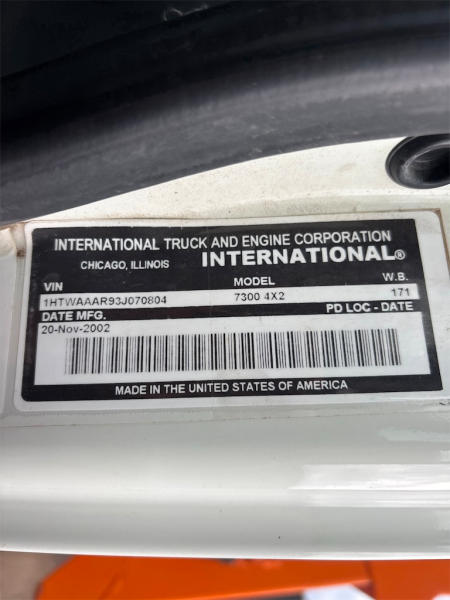 INTERNATIONAL TRUCK AND ENGINE CORPORATION
CHICAGO, ILLINOIS INTERNATIONAL®
VIN MODEL W.B.
1HTWAAAR93J070804 7300 4X2 171
DATE MFG. PD LOC - DATE
20-Nov-2002
MADE IN THE UNITED STATES OF AMERICA